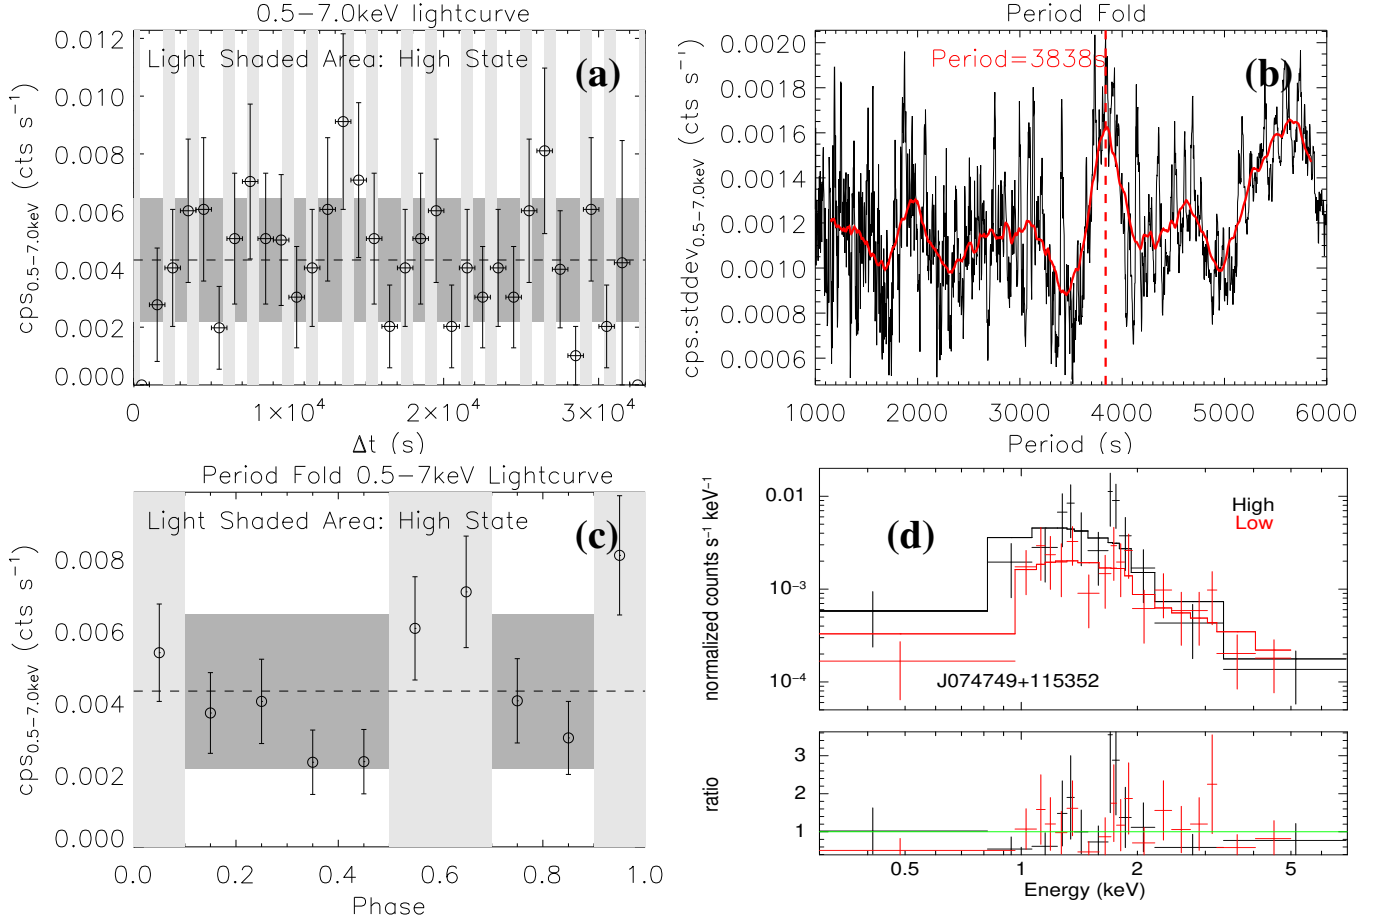 0.5−7.0keV lightcurve
Light Shaded Area: High State
(a)
cps0.5−7.0keV (cts s−1)
0.012
0.010
0.008
0.006
0.004
0.002
0.000
0 1×10^4 2×10^4 3×10^4
Δt (s)
Period Fold
Period=3838s
(b)
cps.stddev0.5−7.0keV (cts s−1)
0.0020
0.0018
0.0016
0.0014
0.0012
0.0010
0.0008
0.0006
1000 2000 3000 4000 5000 6000
Period (s)
Period Fold 0.5−7keV Lightcurve
Light Shaded Area: High State
(c)
cps0.5−7.0keV (cts s−1)
0.008
0.006
0.004
0.002
0.000
0.0 0.2 0.4 0.6 0.8 1.0
Phase
(d)
High
Low
J074749+115352
normalized counts s−1 keV−1
0.01
10−3
10−4
ratio
3
2
1
0.5 1 2 5
Energy (keV)